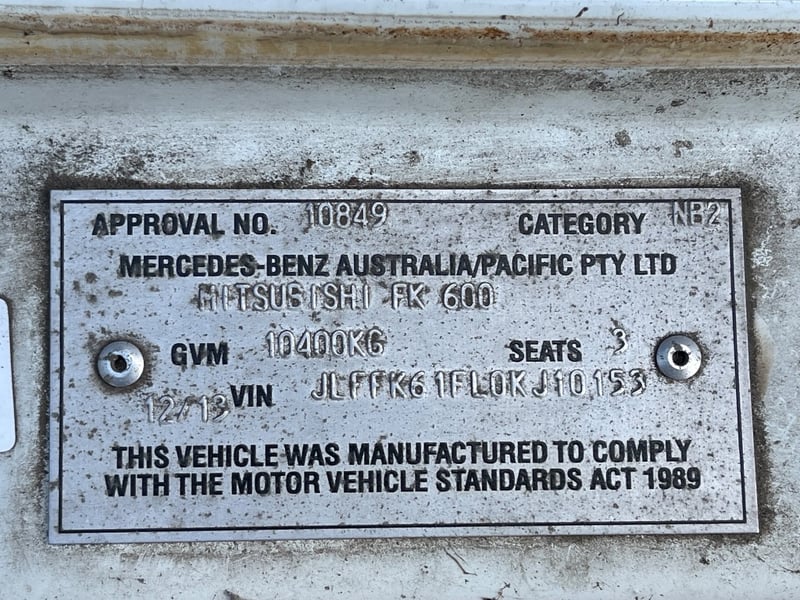 APPROVAL NO. 10849 CATEGORY NB2
MERCEDES-BENZ AUSTRALIA/PACIFIC PTY LTD
MITSUBISHI FK 600
GVM 10400KG SEATS 3
12/13 VIN JLFFK61FL0KJ10153
THIS VEHICLE WAS MANUFACTURED TO COMPLY
WITH THE MOTOR VEHICLE STANDARDS ACT 1989